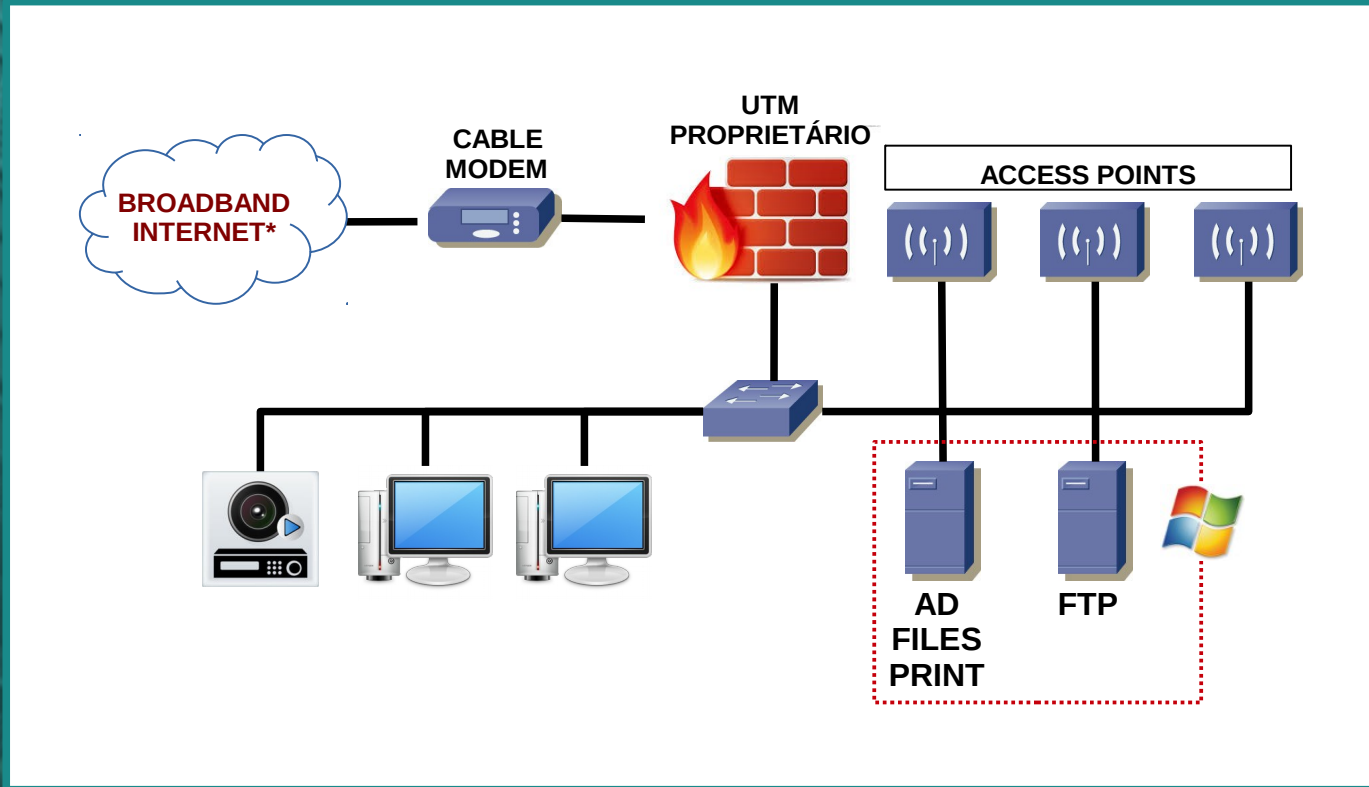 BROADBAND
INTERNET*
CABLE
MODEM
UTM
PROPRIETÁRIO
ACCESS POINTS
AD
FILES
PRINT
FTP